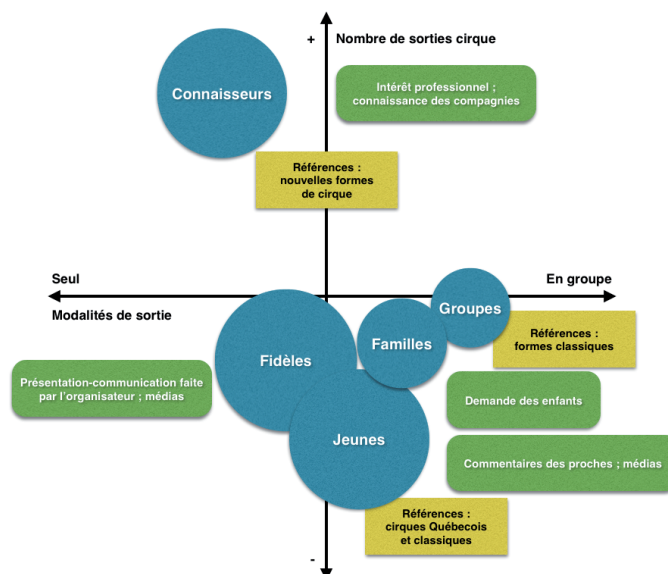 +
Nombre de sorties cirque
Connaisseurs
Intérêt professionnel ;
connaissance des compagnies
Références :
nouvelles formes
de cirque
Seul
En groupe
Modalités de sortie
Groupes
Références :
formes classiques
Familles
Fidèles
Présentation-communication faite
par l'organisateur ; médias
Demande des enfants
Jeunes
Commentaires des proches ; médias
Références :
cirques Québecois
et classiques
-